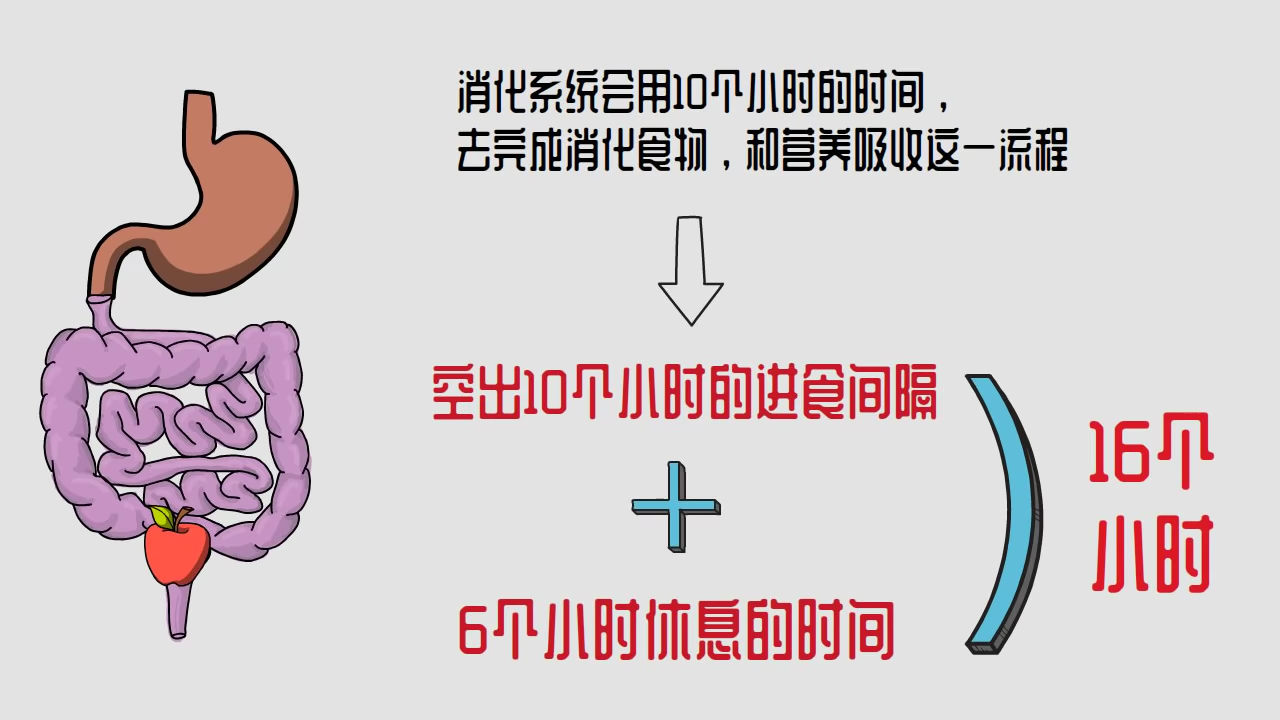 消化系统会用10个小时的时间，
去完成消化食物，和营养吸收这一流程
空出10个小时的进食间隔
6个小时休息的时间
16个
小时